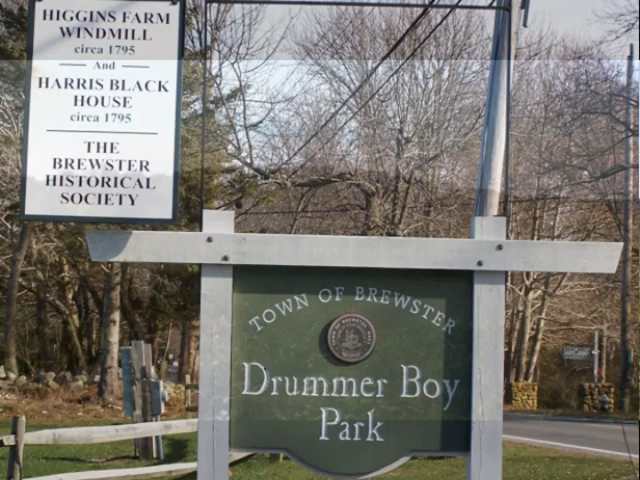 HIGGINS FARM
WINDMILL
circa 1795
And
HARRIS BLACK
HOUSE
circa 1795
THE
BREWSTER
HISTORICAL
SOCIETY
TOWN OF BREWSTER
Drummer Boy
Park